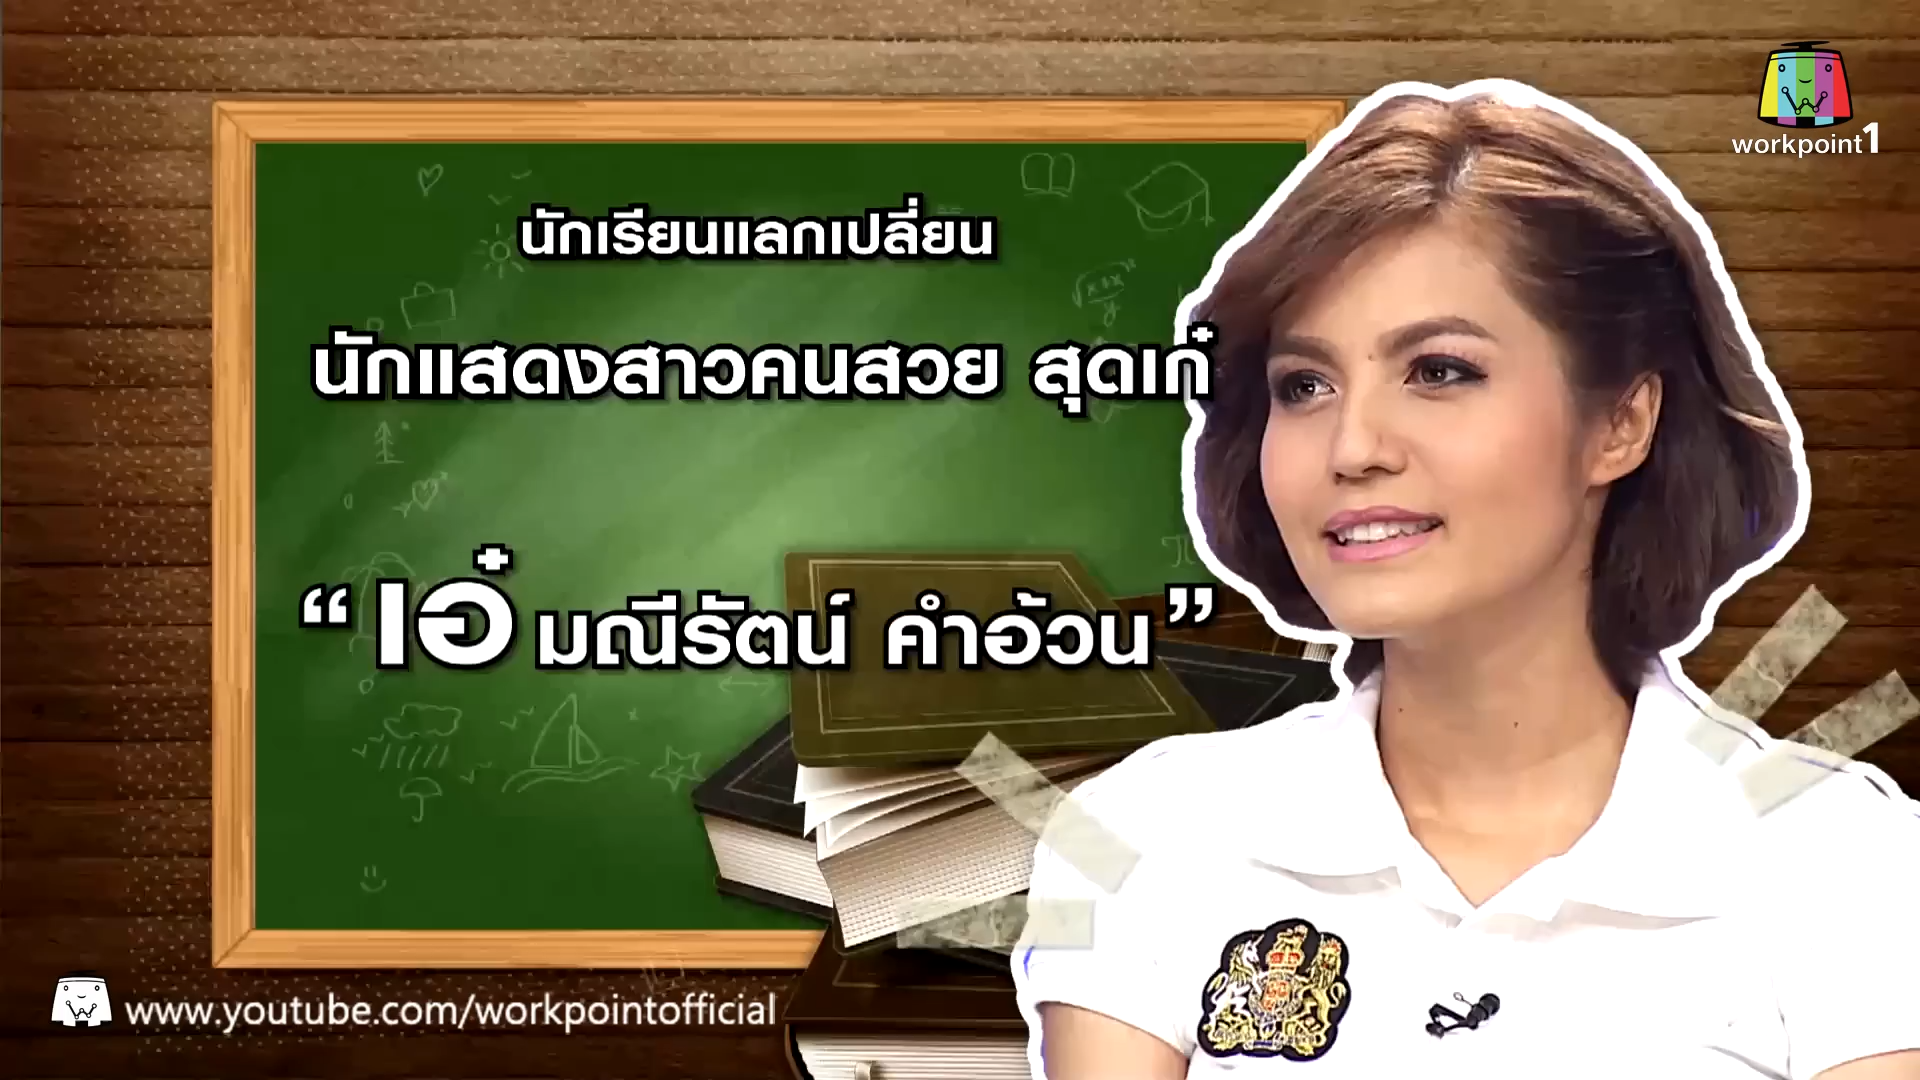 workpoint1
นักเรียนแลกเปลี่ยน
นักแสดงสาวคนสวย สุดเก๋
“ เอ๋ มณีรัตน์ คำอ้วน ”
www.youtube.com/workpointofficial